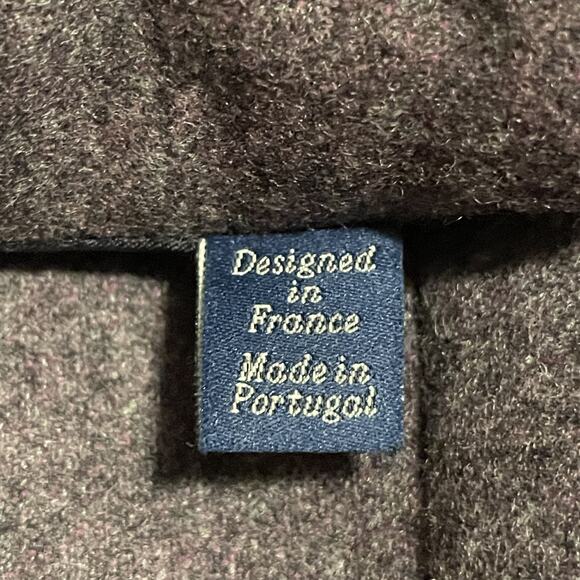 Designed
in
France
Made in
Portugal